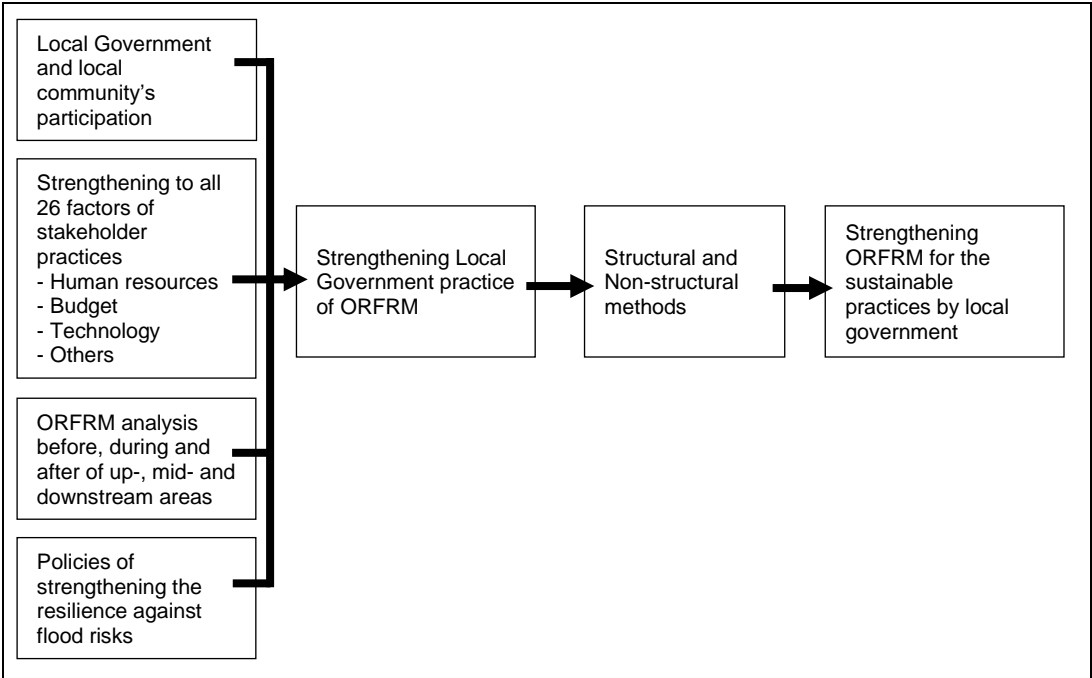 Local Government
and local
community’s
participation
Strengthening to all
26 factors of
stakeholder
practices
- Human resources
- Budget
- Technology
- Others
ORFRM analysis
before, during and
after of up-, mid- and
downstream areas
Policies of
strengthening the
resilience against
flood risks
Strengthening Local
Government practice
of ORFRM
Structural and
Non-structural
methods
Strengthening
ORFRM for the
sustainable
practices by local
government